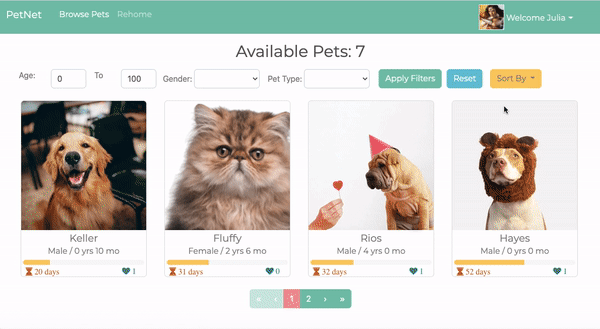 PetNet Browse Pets Rehome Welcome Julia
Available Pets: 7
Age: 0 To 100 Gender: Pet Type: Apply Filters Reset Sort By
Keller Fluffy Rios Hayes
Male / 0 yrs 10 mo Female / 2 yrs 6 mo Male / 4 yrs 0 mo Male / 0 yrs 0 mo
20 days 1 31 days 0 32 days 1 52 days 1
« ‹ 1 2 › »